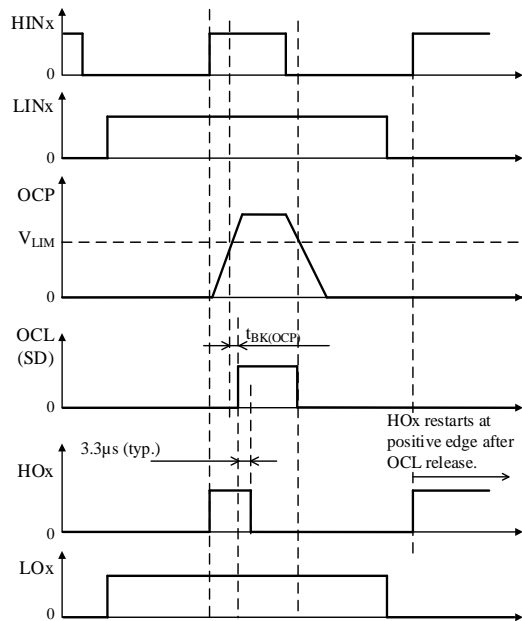 HINx
0
LINx
0
OCP
VLIM
0
OCL
(SD)
tBK(OCP)
0
3.3µs (typ.)
HOx restarts at
positive edge after
OCL release.
HOx
0
LOx
0